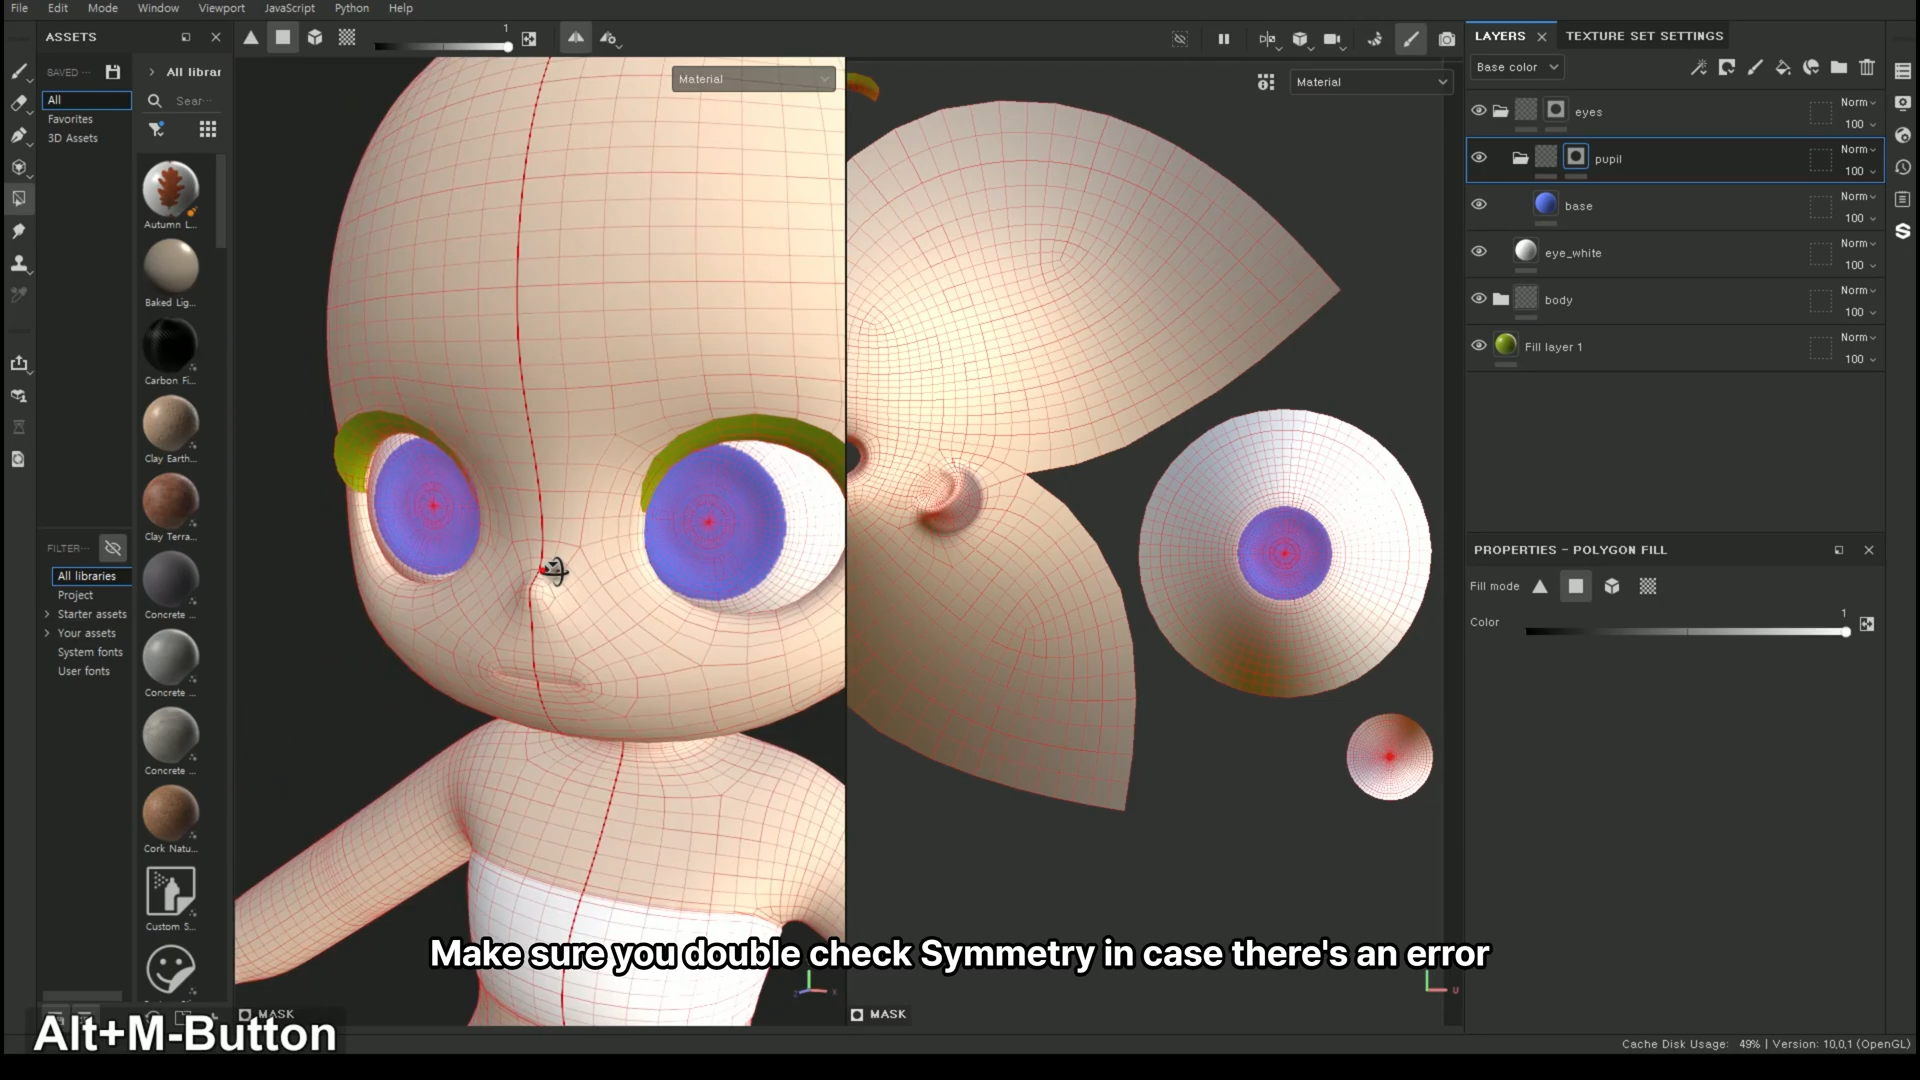 File Edit Mode Window Viewport JavaScript Python Help
ASSETS
SAVED ...
All
Favorites
3D Assets
All librar
Sear...
Autumn L...
Baked Lig...
Carbon Fi...
Clay Earth...
Clay Terra...
Concrete ...
Concrete ...
Concrete ...
Cork Natu...
Custom S...
FILTER...
All libraries
Project
Starter assets
Your assets
System fonts
User fonts
1
Material
Material
MASK
MASK
Make sure you double check Symmetry in case there's an error
Alt+M-Button
LAYERS
TEXTURE SET SETTINGS
Base color
eyes
Norm
100
pupil
Norm
100
base
Norm
100
eye_white
Norm
100
body
Norm
100
Fill layer 1
Norm
100
PROPERTIES - POLYGON FILL
Fill mode
Color
1
Cache Disk Usage: 49% | Version: 10,0,1 (OpenGL)